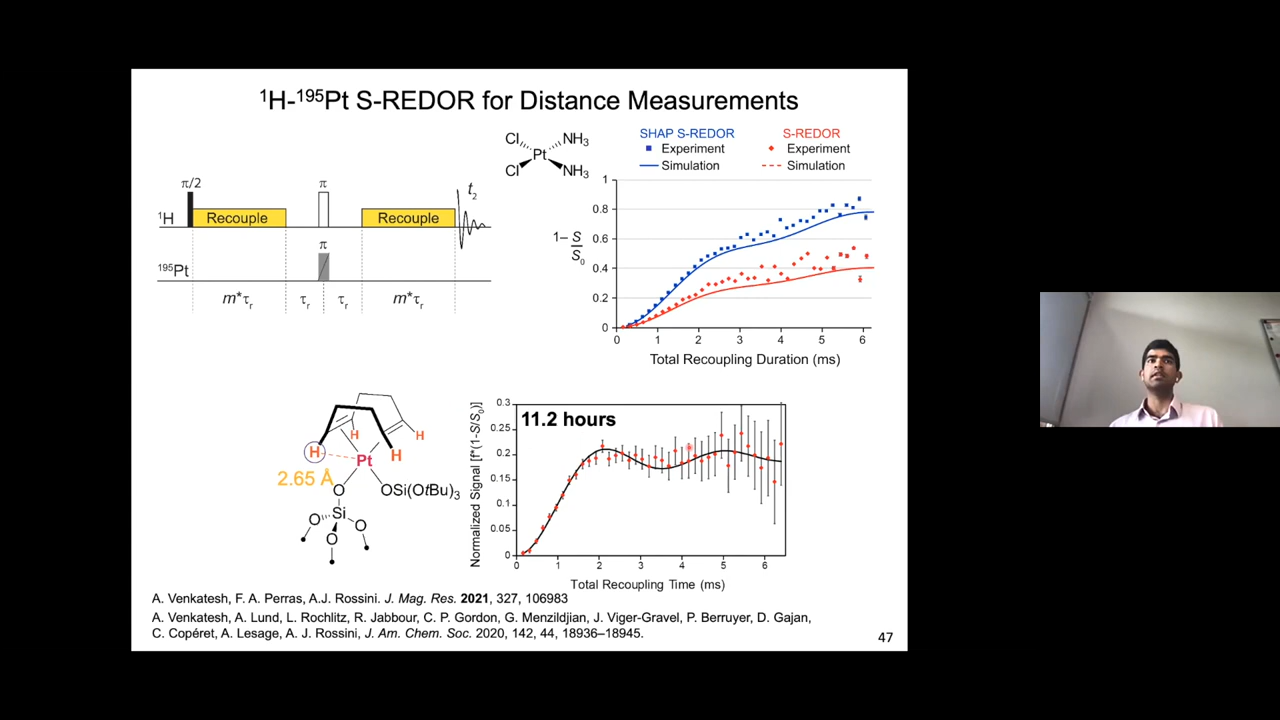 ¹H-¹⁹⁵Pt S-REDOR for Distance Measurements
π/2
π
t₂
¹H
Recouple
Recouple
π
¹⁹⁵Pt
m*τᵣ
τᵣ
τᵣ
m*τᵣ
Cl
NH₃
Pt
Cl
NH₃
SHAP S-REDOR
S-REDOR
Experiment
Experiment
Simulation
Simulation
1
0.8
0.6
0.4
0.2
0
1– S/S₀
0 1 2 3 4 5 6
Total Recoupling Duration (ms)
H
H
H
H
Pt
2.65 Å
O
OSi(OtBu)₃
Si
O
O
O
11.2 hours
0.3
0.25
0.2
0.15
0.1
0.05
0
Normalized Signal [f*(1-S/S₀)]
0 1 2 3 4 5 6
Total Recoupling Time (ms)
A. Venkatesh, F. A. Perras, A.J. Rossini. J. Mag. Res. 2021, 327, 106983
A. Venkatesh, A. Lund, L. Rochlitz, R. Jabbour, C. P. Gordon, G. Menzildjian, J. Viger-Gravel, P. Berruyer, D. Gajan,
C. Copéret, A. Lesage, A. J. Rossini, J. Am. Chem. Soc. 2020, 142, 44, 18936–18945.
47